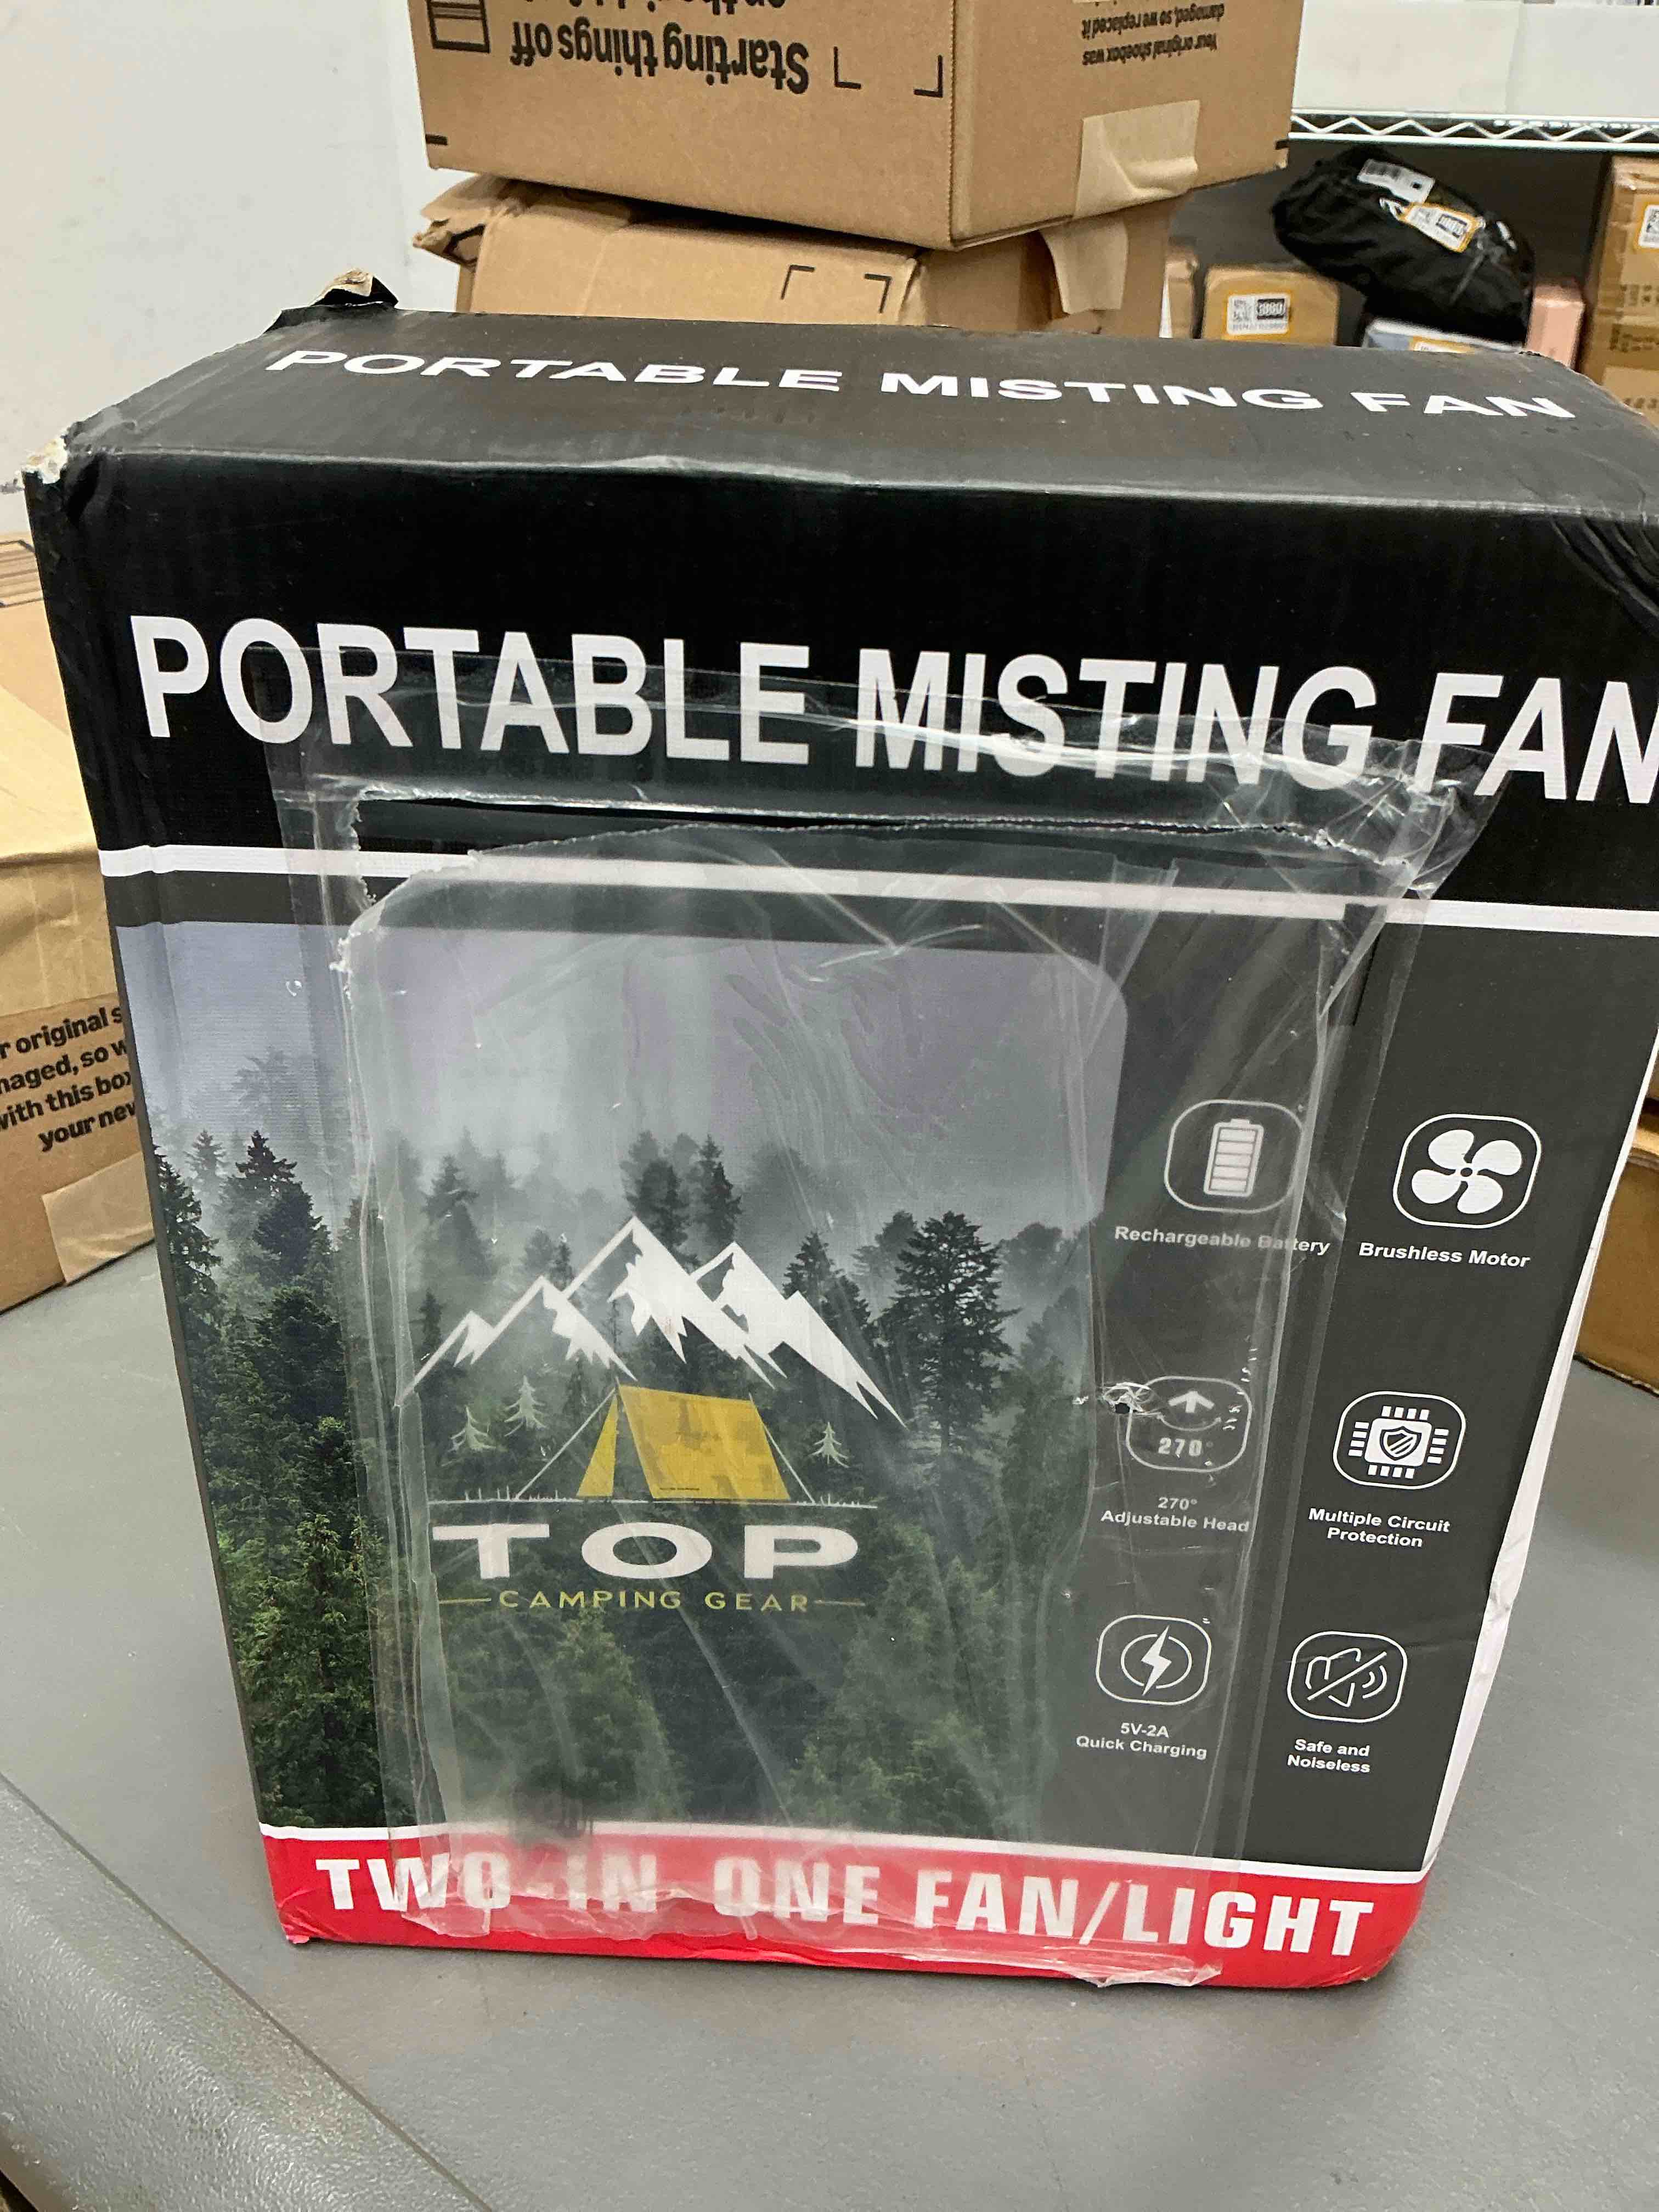 Starting things off
Your original shoebox was
damaged, so we replaced it
PORTABLE MISTING FAN
PORTABLE MISTING FAN
Rechargeable Battery
Brushless Motor
270°
270°
Adjustable Head
Multiple Circuit
Protection
TOP
CAMPING GEAR
5V-2A
Quick Charging
Safe and
Noiseless
TWO-IN ONE FAN/LIGHT
r original s
naged, so w
with this box
your new